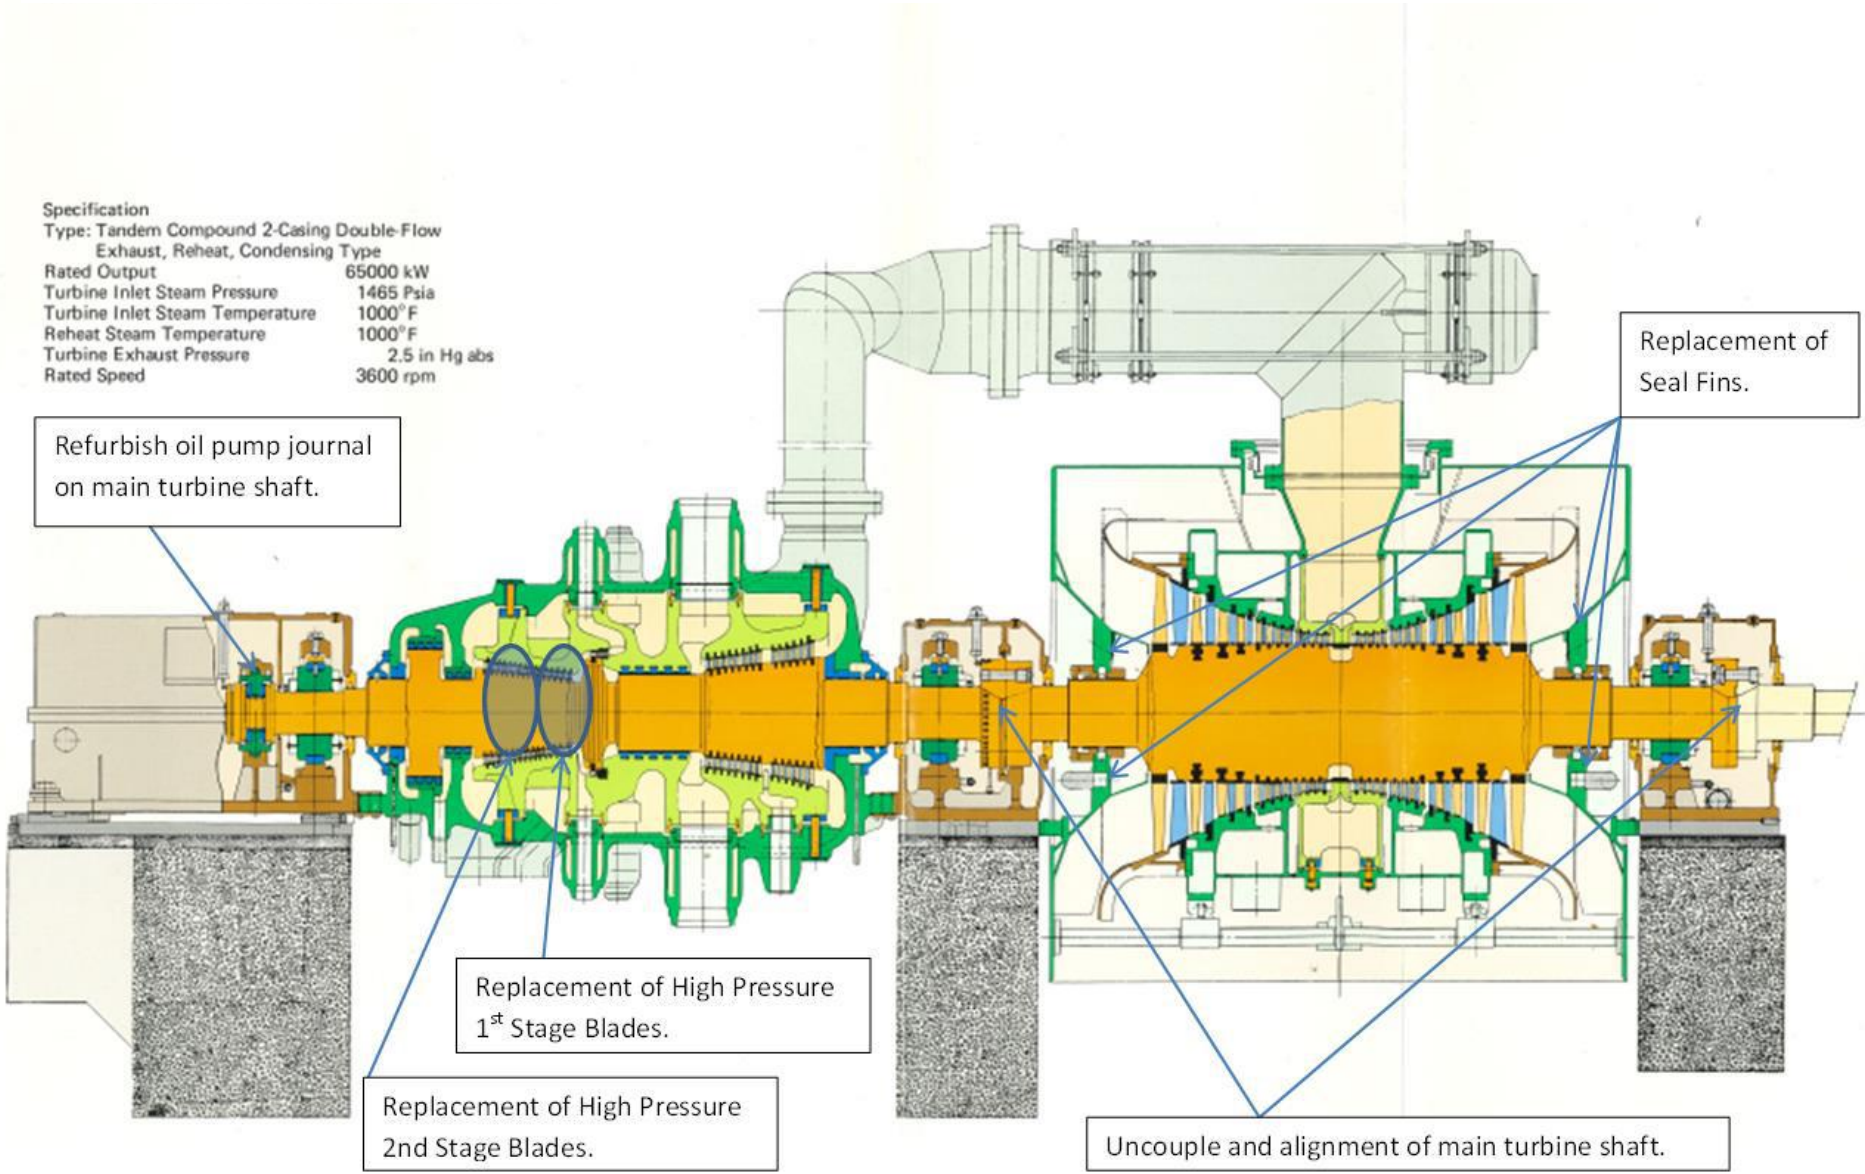 Specification
Type: Tandem Compound 2-Casing Double-Flow
Exhaust, Reheat, Condensing Type
Rated Output 65000 kW
Turbine Inlet Steam Pressure 1465 Psia
Turbine Inlet Steam Temperature 1000°F
Reheat Steam Temperature 1000°F
Turbine Exhaust Pressure 2.5 in Hg abs
Rated Speed 3600 rpm
Replacement of
Seal Fins.
Refurbish oil pump journal
on main turbine shaft.
Replacement of High Pressure
1st Stage Blades.
Replacement of High Pressure
2nd Stage Blades.
Uncouple and alignment of main turbine shaft.